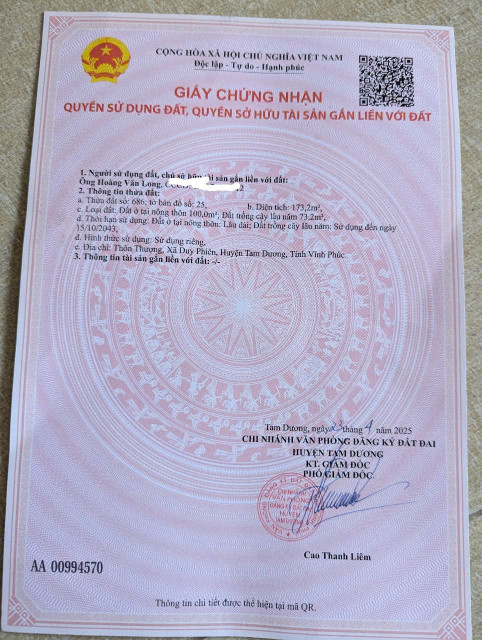 CỘNG HÒA XÃ HỘI CHỦ NGHĨA VIỆT NAM
Độc lập - Tự do - Hạnh phúc
GIẤY CHỨNG NHẬN
QUYỀN SỬ DỤNG ĐẤT, QUYỀN SỞ HỮU TÀI SẢN GẮN LIỀN VỚI ĐẤT
1. Người sử dụng đất, chủ sở hữu tài sản gắn liền với đất:
Ông Hoàng Văn Long,
2. Thông tin thửa đất:
a. Thửa đất số: 686; tờ bản đồ số: 25, b. Diện tích: 173,2m²,
c. Loại đất: Đất ở tại nông thôn 100,0m², Đất trồng cây lâu năm 73,2m²,
d. Thời hạn sử dụng: Đất ở tại nông thôn: Lâu dài; Đất trồng cây lâu năm: Sử dụng đến ngày
15/10/2043,
đ. Hình thức sử dụng: Sử dụng riêng,
e. Địa chỉ: Thôn Thượng, Xã Duy Phiên, Huyện Tam Dương, Tỉnh Vĩnh Phúc.
3. Thông tin tài sản gắn liền với đất: -/-
Tam Dương, ngày tháng 4 năm 2025
CHI NHÁNH VĂN PHÒNG ĐĂNG KÝ ĐẤT ĐAI
HUYỆN TAM DƯƠNG
KT. GIÁM ĐỐC
PHÓ GIÁM ĐỐC
Cao Thanh Liêm
AA 00994570
Thông tin chi tiết được thể hiện tại mã QR.